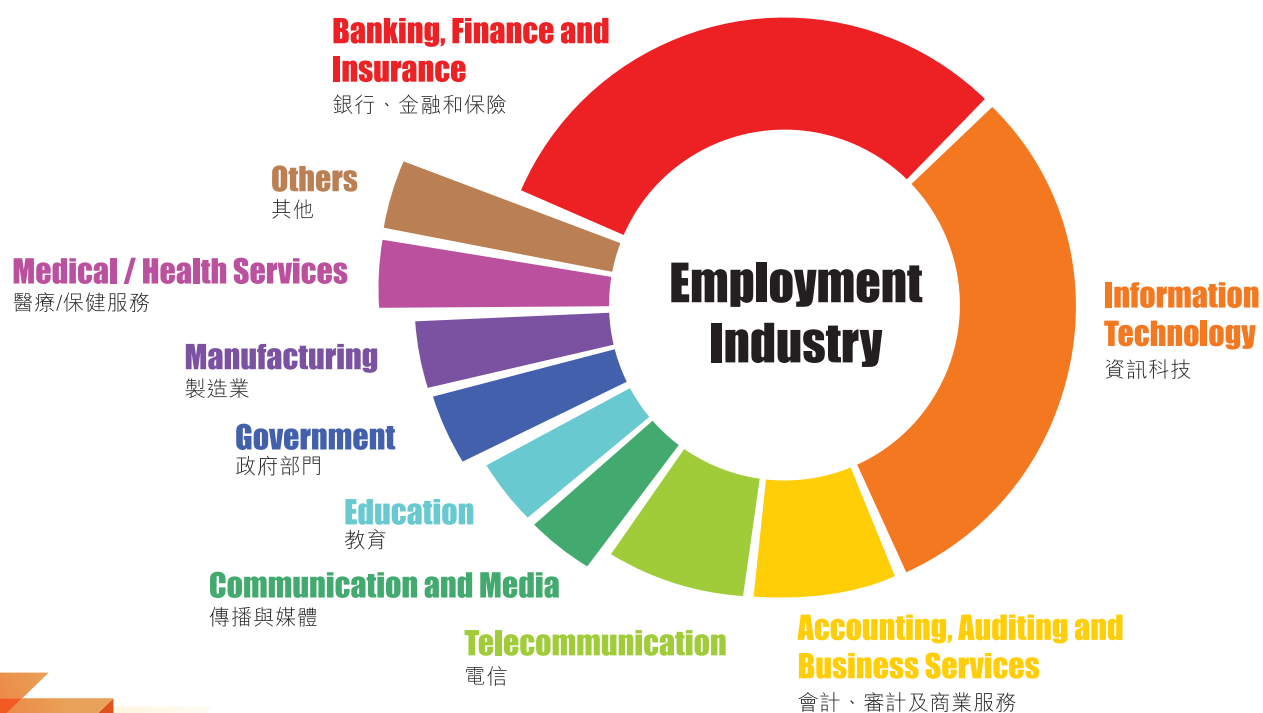 Banking, Finance and
Insurance
銀行、金融和保險
Others
其他
Medical / Health Services
醫療/保健服務
Manufacturing
製造業
Government
政府部門
Education
教育
Communication and Media
傳播與媒體
Telecommunication
電信
Accounting, Auditing and
Business Services
會計、審計及商業服務
Information
Technology
資訊科技
Employment
Industry